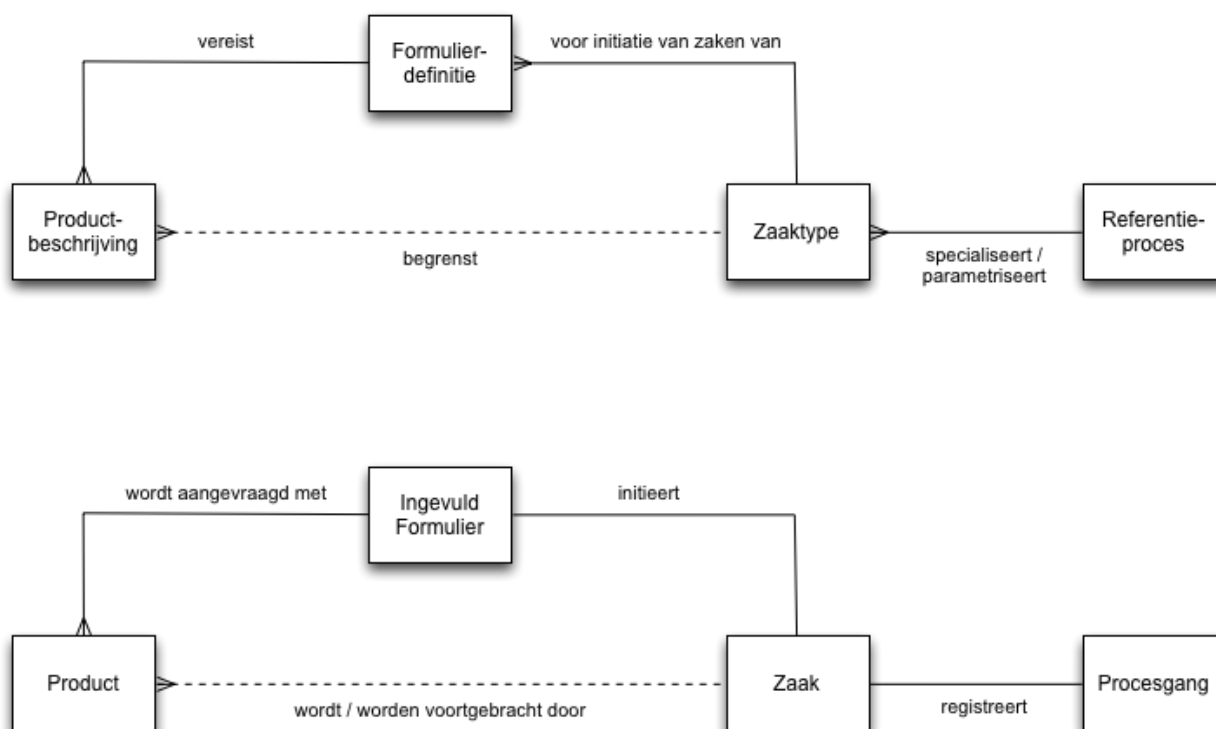 vereist
Formulier-
definitie
voor initiatie van zaken van
Product-
beschrijving
begrenst
Zaaktype
specialiseert /
parametriseert
Referentie-
proces
wordt aangevraagd met
Ingevuld
Formulier
initieert
Product
wordt / worden voortgebracht door
Zaak
registreert
Procesgang